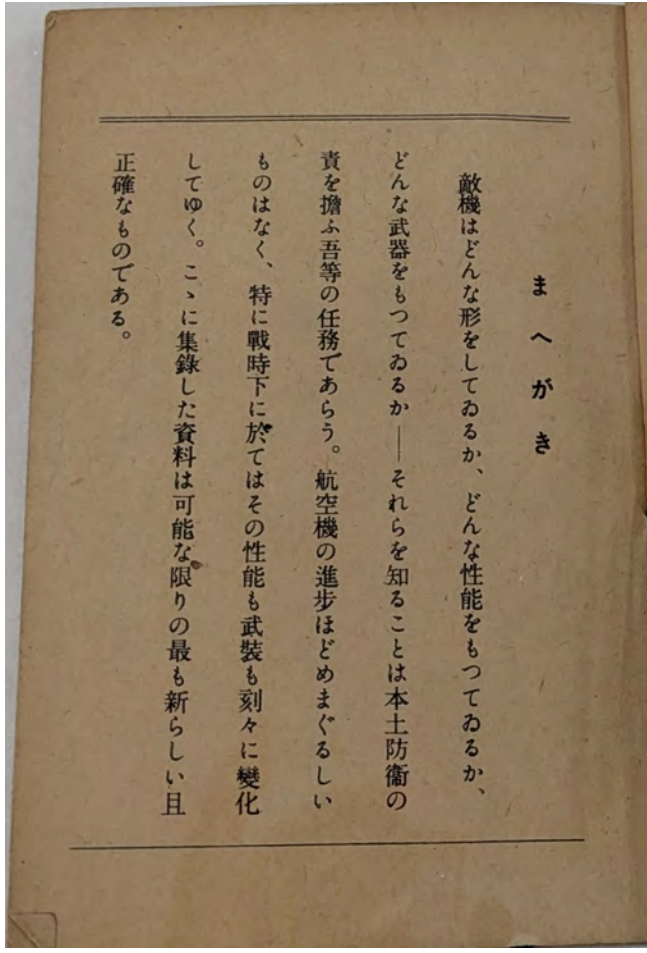 まへがき
敵機はどんな形をしてゐるか、どんな性能をもつてゐるか、
どんな武器をもつてゐるか——それらを知ることは本土防衞の
責を擔ふ吾等の任務であらう。航空機の進步ほどめまぐるしい
ものはなく、特に戰時下に於てはその性能も武裝も刻々に變化
してゆく。こゝに集錄した資料は可能な限りの最も新らしい且
正確なものである。